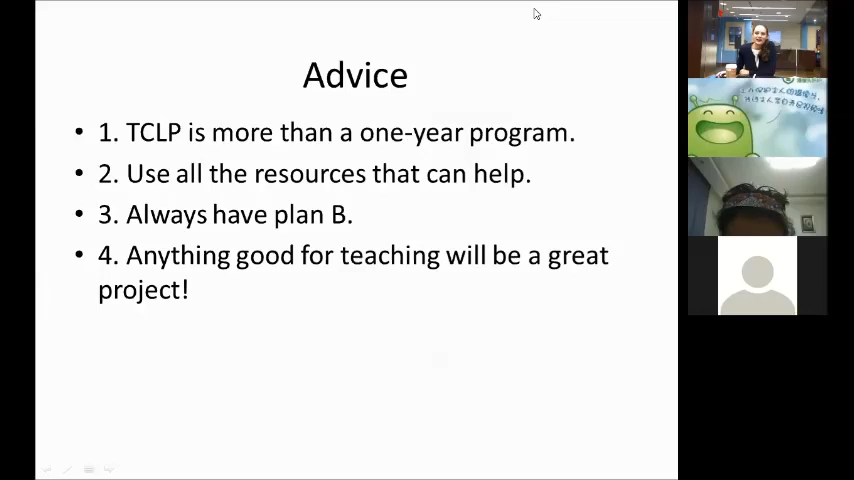 Advice
• 1. TCLP is more than a one-year program.
• 2. Use all the resources that can help.
• 3. Always have plan B.
• 4. Anything good for teaching will be a great
project!